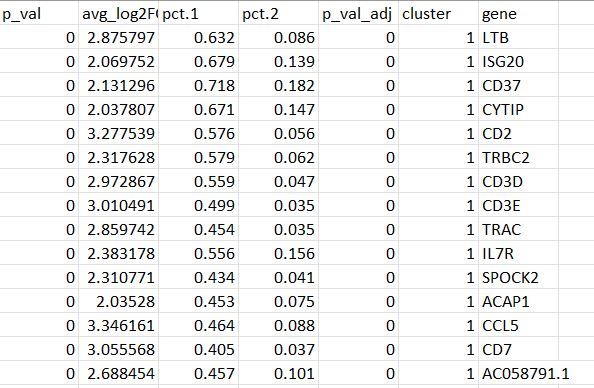 p_val avg_log2F pct.1 pct.2 p_val_adj cluster gene
0 2.875797 0.632 0.086 0 1 LTB
0 2.069752 0.679 0.139 0 1 ISG20
0 2.131296 0.718 0.182 0 1 CD37
0 2.037807 0.671 0.147 0 1 CYTIP
0 3.277539 0.576 0.056 0 1 CD2
0 2.317628 0.579 0.062 0 1 TRBC2
0 2.972867 0.559 0.047 0 1 CD3D
0 3.010491 0.499 0.035 0 1 CD3E
0 2.859742 0.454 0.035 0 1 TRAC
0 2.383178 0.556 0.156 0 1 IL7R
0 2.310771 0.434 0.041 0 1 SPOCK2
0 2.03528 0.453 0.075 0 1 ACAP1
0 3.346161 0.464 0.088 0 1 CCL5
0 3.055568 0.405 0.037 0 1 CD7
0 2.688454 0.457 0.101 0 1 AC058791.1